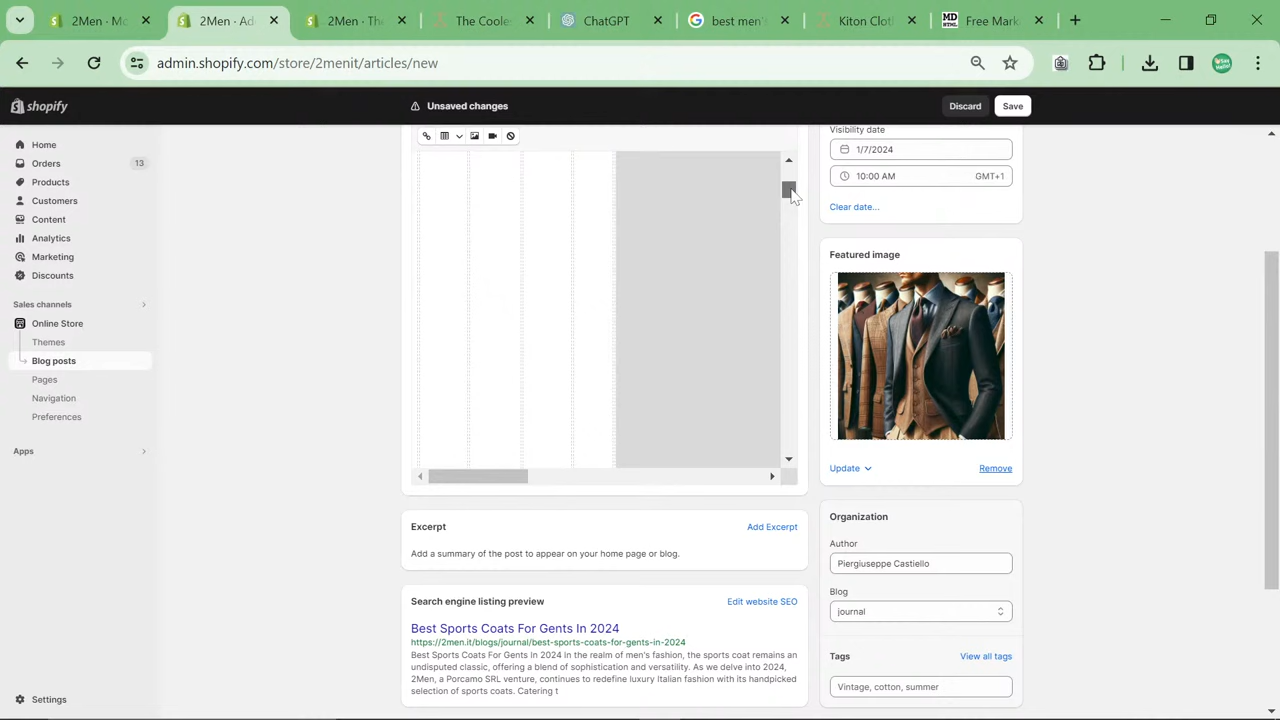 2Men · Mo
2Men · Ad
2Men · The
The Cooles
ChatGPT
best men's
Kiton Cloth
Free Mark
admin.shopify.com/store/2menit/articles/new
shopify
Unsaved changes
Discard
Save
Home
Orders
13
Products
Customers
Content
Analytics
Marketing
Discounts
Sales channels
Online Store
Themes
Blog posts
Pages
Navigation
Preferences
Apps
Settings
Visibility date
1/7/2024
10:00 AM
GMT+1
Clear date...
Featured image
Update
Remove
Excerpt
Add Excerpt
Add a summary of the post to appear on your home page or blog.
Search engine listing preview
Edit website SEO
Best Sports Coats For Gents In 2024
https://2men.it/blogs/journal/best-sports-coats-for-gents-in-2024
Best Sports Coats For Gents In 2024 In the realm of men's fashion, the sports coat remains an
undisputed classic, offering a blend of sophistication and versatility. As we delve into 2024,
2Men, a Porcamo SRL venture, continues to redefine luxury Italian fashion with its handpicked
selection of sports coats. Catering t
Organization
Author
Piergiuseppe Castiello
Blog
journal
Tags
View all tags
Vintage, cotton, summer